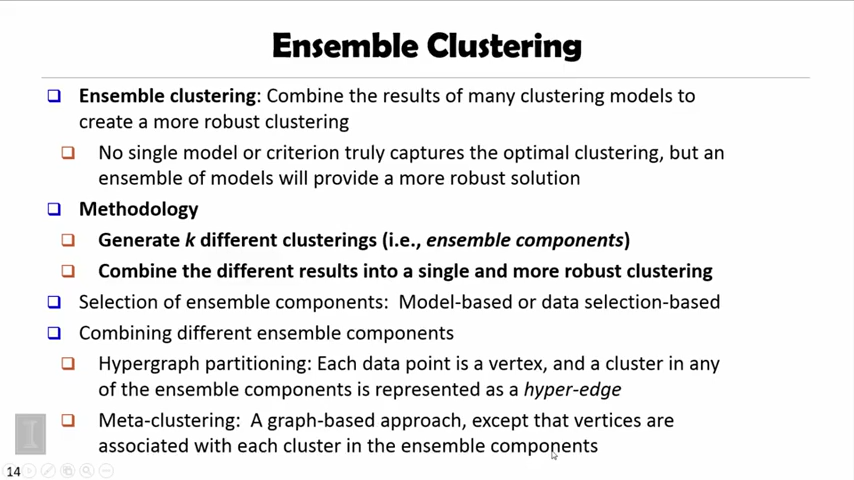 Ensemble Clustering
Ensemble clustering: Combine the results of many clustering models to
create a more robust clustering
No single model or criterion truly captures the optimal clustering, but an
ensemble of models will provide a more robust solution
Methodology
Generate k different clusterings (i.e., ensemble components)
Combine the different results into a single and more robust clustering
Selection of ensemble components: Model-based or data selection-based
Combining different ensemble components
Hypergraph partitioning: Each data point is a vertex, and a cluster in any
of the ensemble components is represented as a hyper-edge
Meta-clustering: A graph-based approach, except that vertices are
associated with each cluster in the ensemble components
I
14